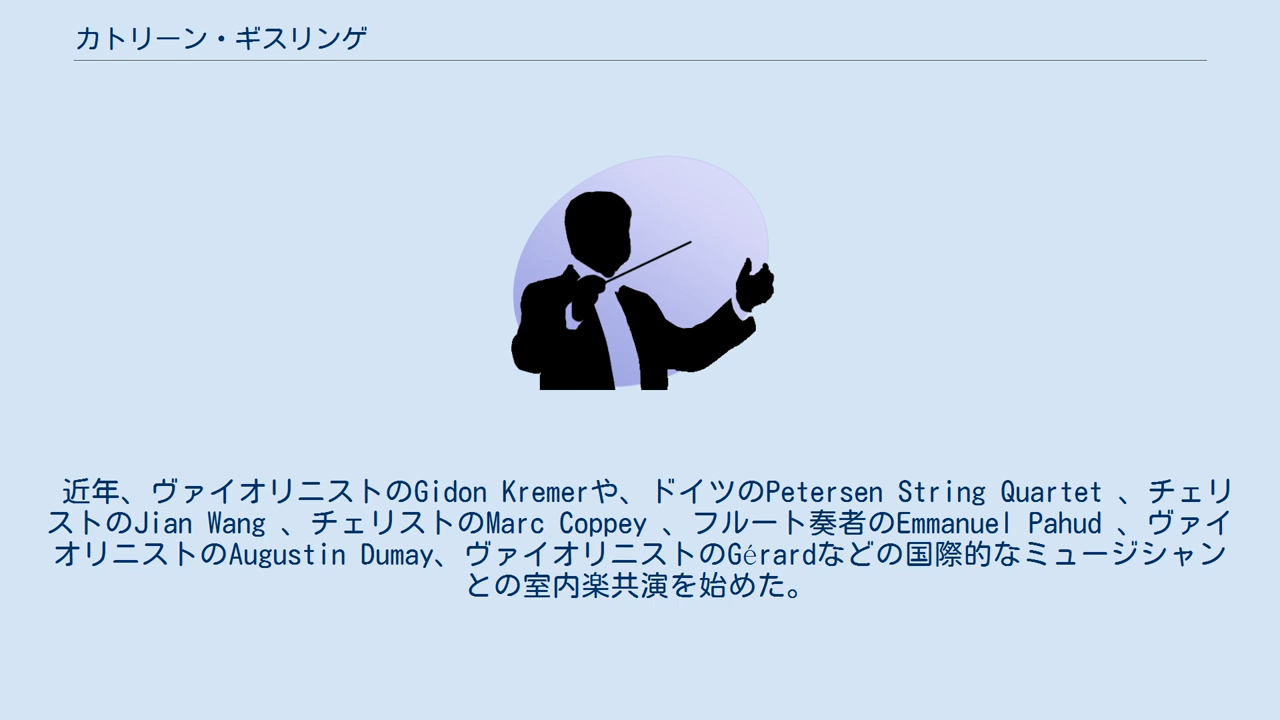 カトリーン・ギスリンゲ
近年、ヴァイオリニストのGidon Kremerや、ドイツのPetersen String Quartet 、チェリ
ストのJian Wang 、チェリストのMarc Coppey 、フルート奏者のEmmanuel Pahud 、ヴァイ
オリニストのAugustin Dumay、ヴァイオリニストのGérardなどの国際的なミュージシャン
との室内楽共演を始めた。